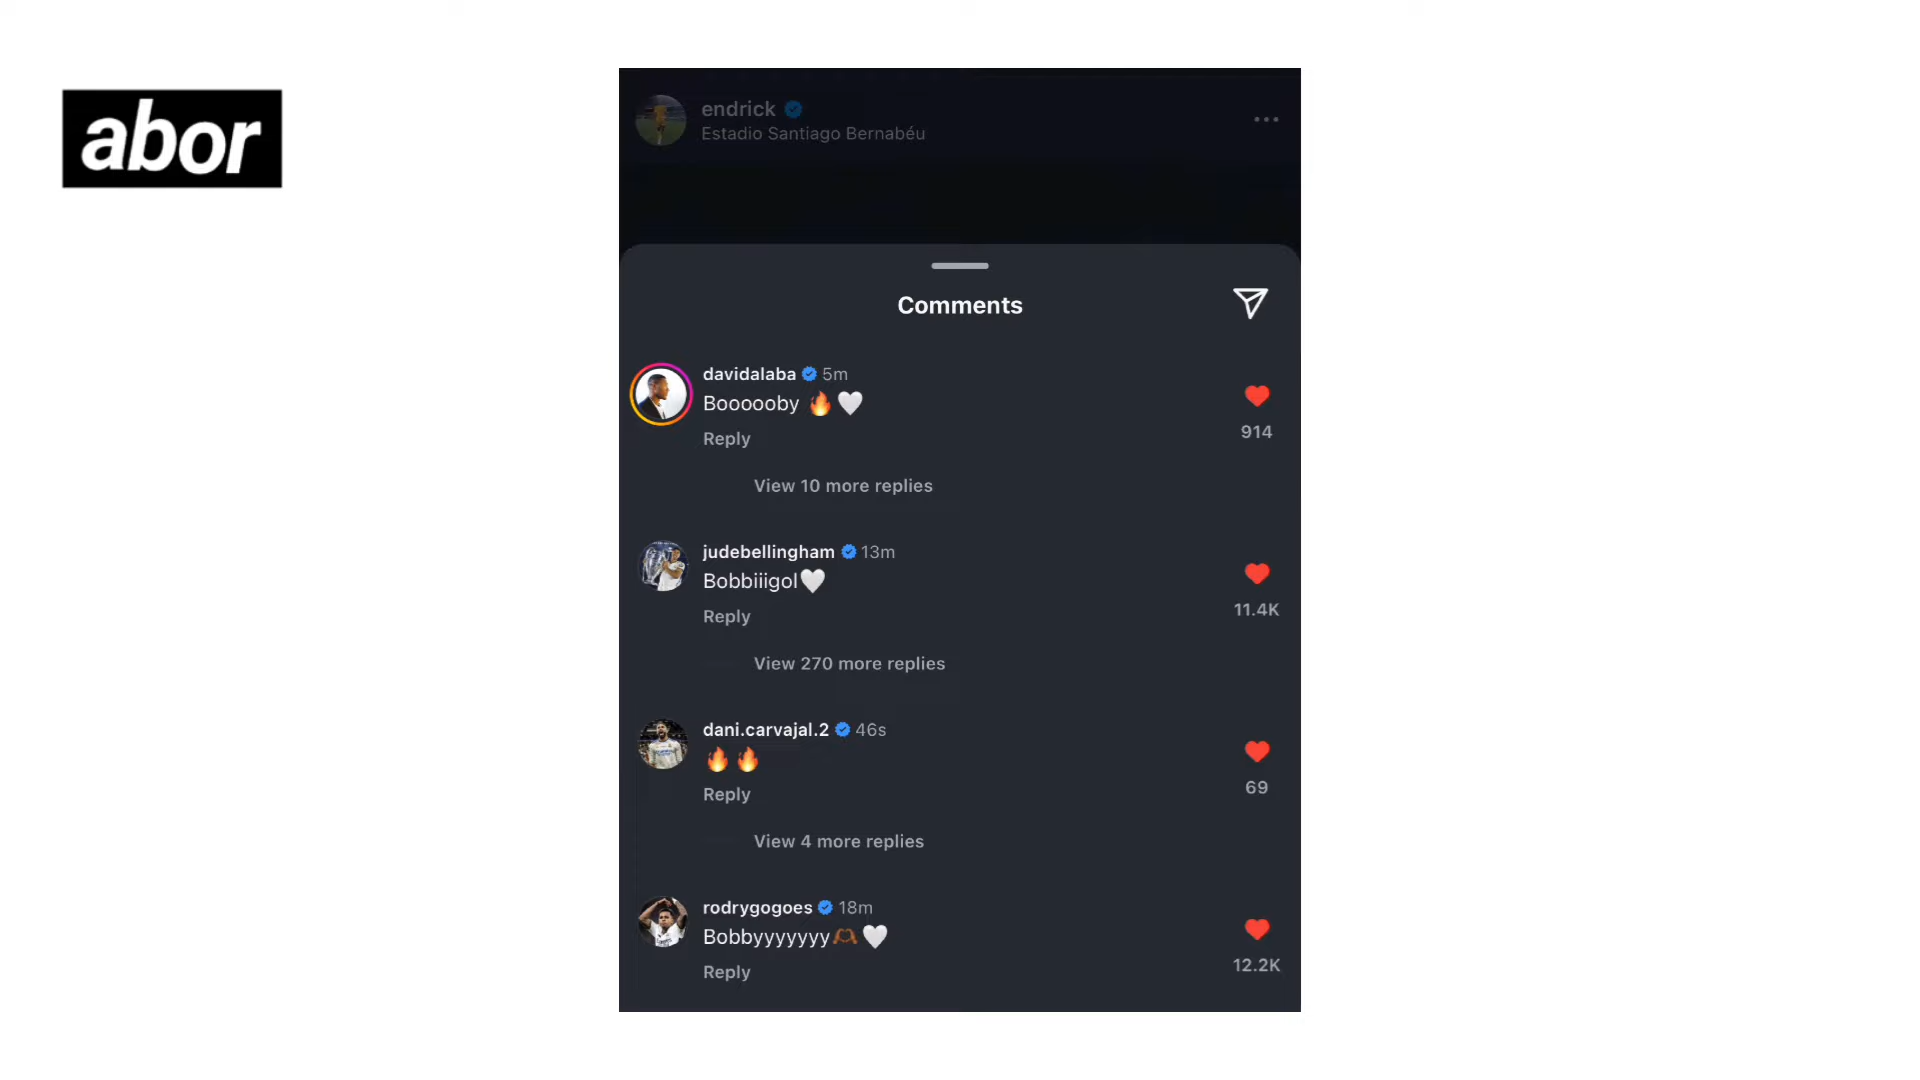 abor
endrick
Estadio Santiago Bernabéu
Comments
davidalaba 5m
Boooooby 🔥🤍
Reply
914
View 10 more replies
judebellingham 13m
Bobbiiigol🤍
Reply
11.4K
View 270 more replies
dani.carvajal.2 46s
🔥🔥
Reply
69
View 4 more replies
rodrygogoes 18m
Bobbyyyyyyy🫶🏾🤍
Reply
12.2K